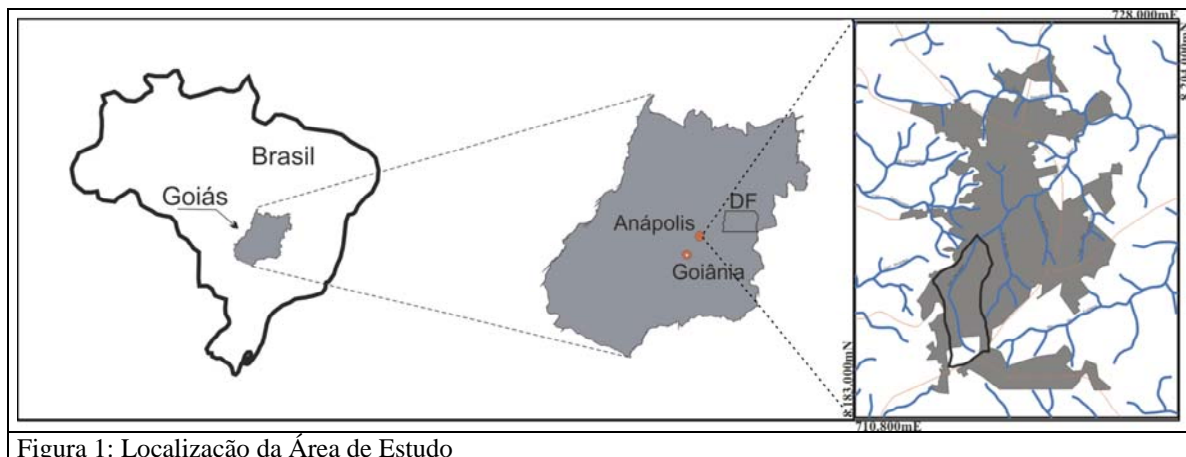 728.000mE
Brasil
Goiás
DF
Anápolis
Goiânia
8.183.000mN
710.800mE
Figura 1: Localização da Área de Estudo